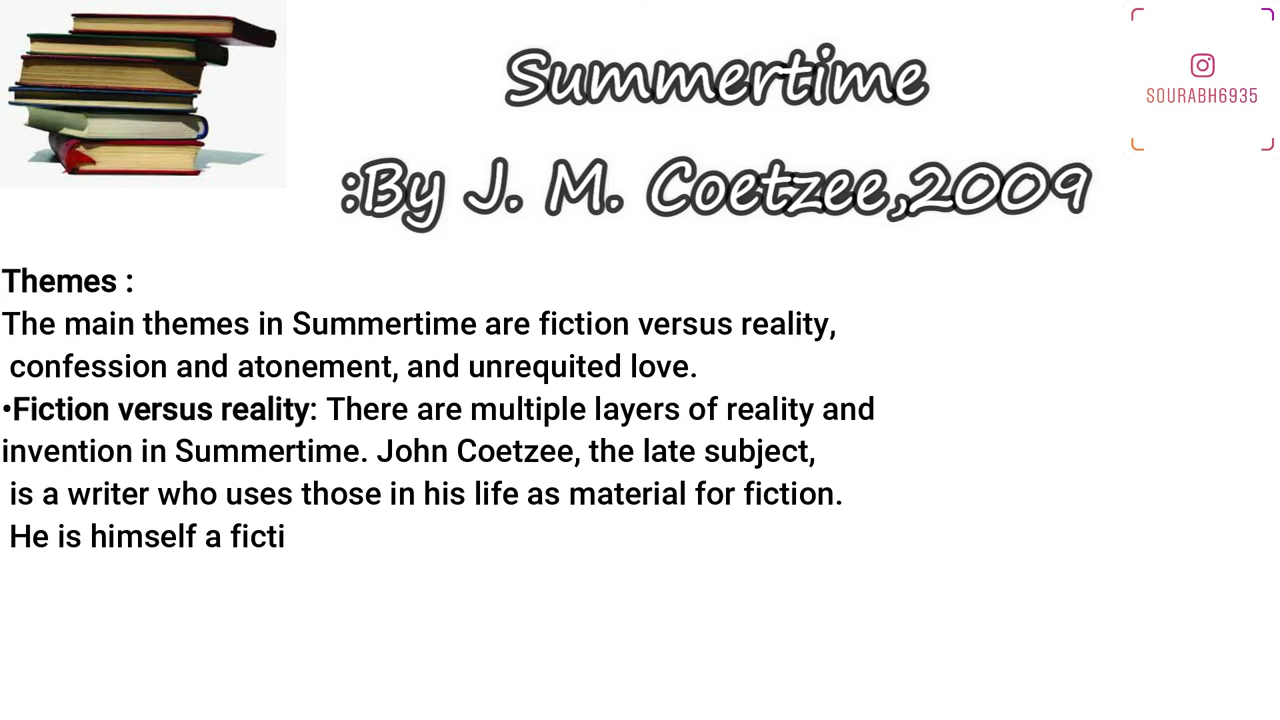 Summertime
:By J. M. Coetzee,2009
SOURABH6935
Themes :
The main themes in Summertime are fiction versus reality,
confession and atonement, and unrequited love.
•Fiction versus reality: There are multiple layers of reality and
invention in Summertime. John Coetzee, the late subject,
is a writer who uses those in his life as material for fiction.
He is himself a ficti